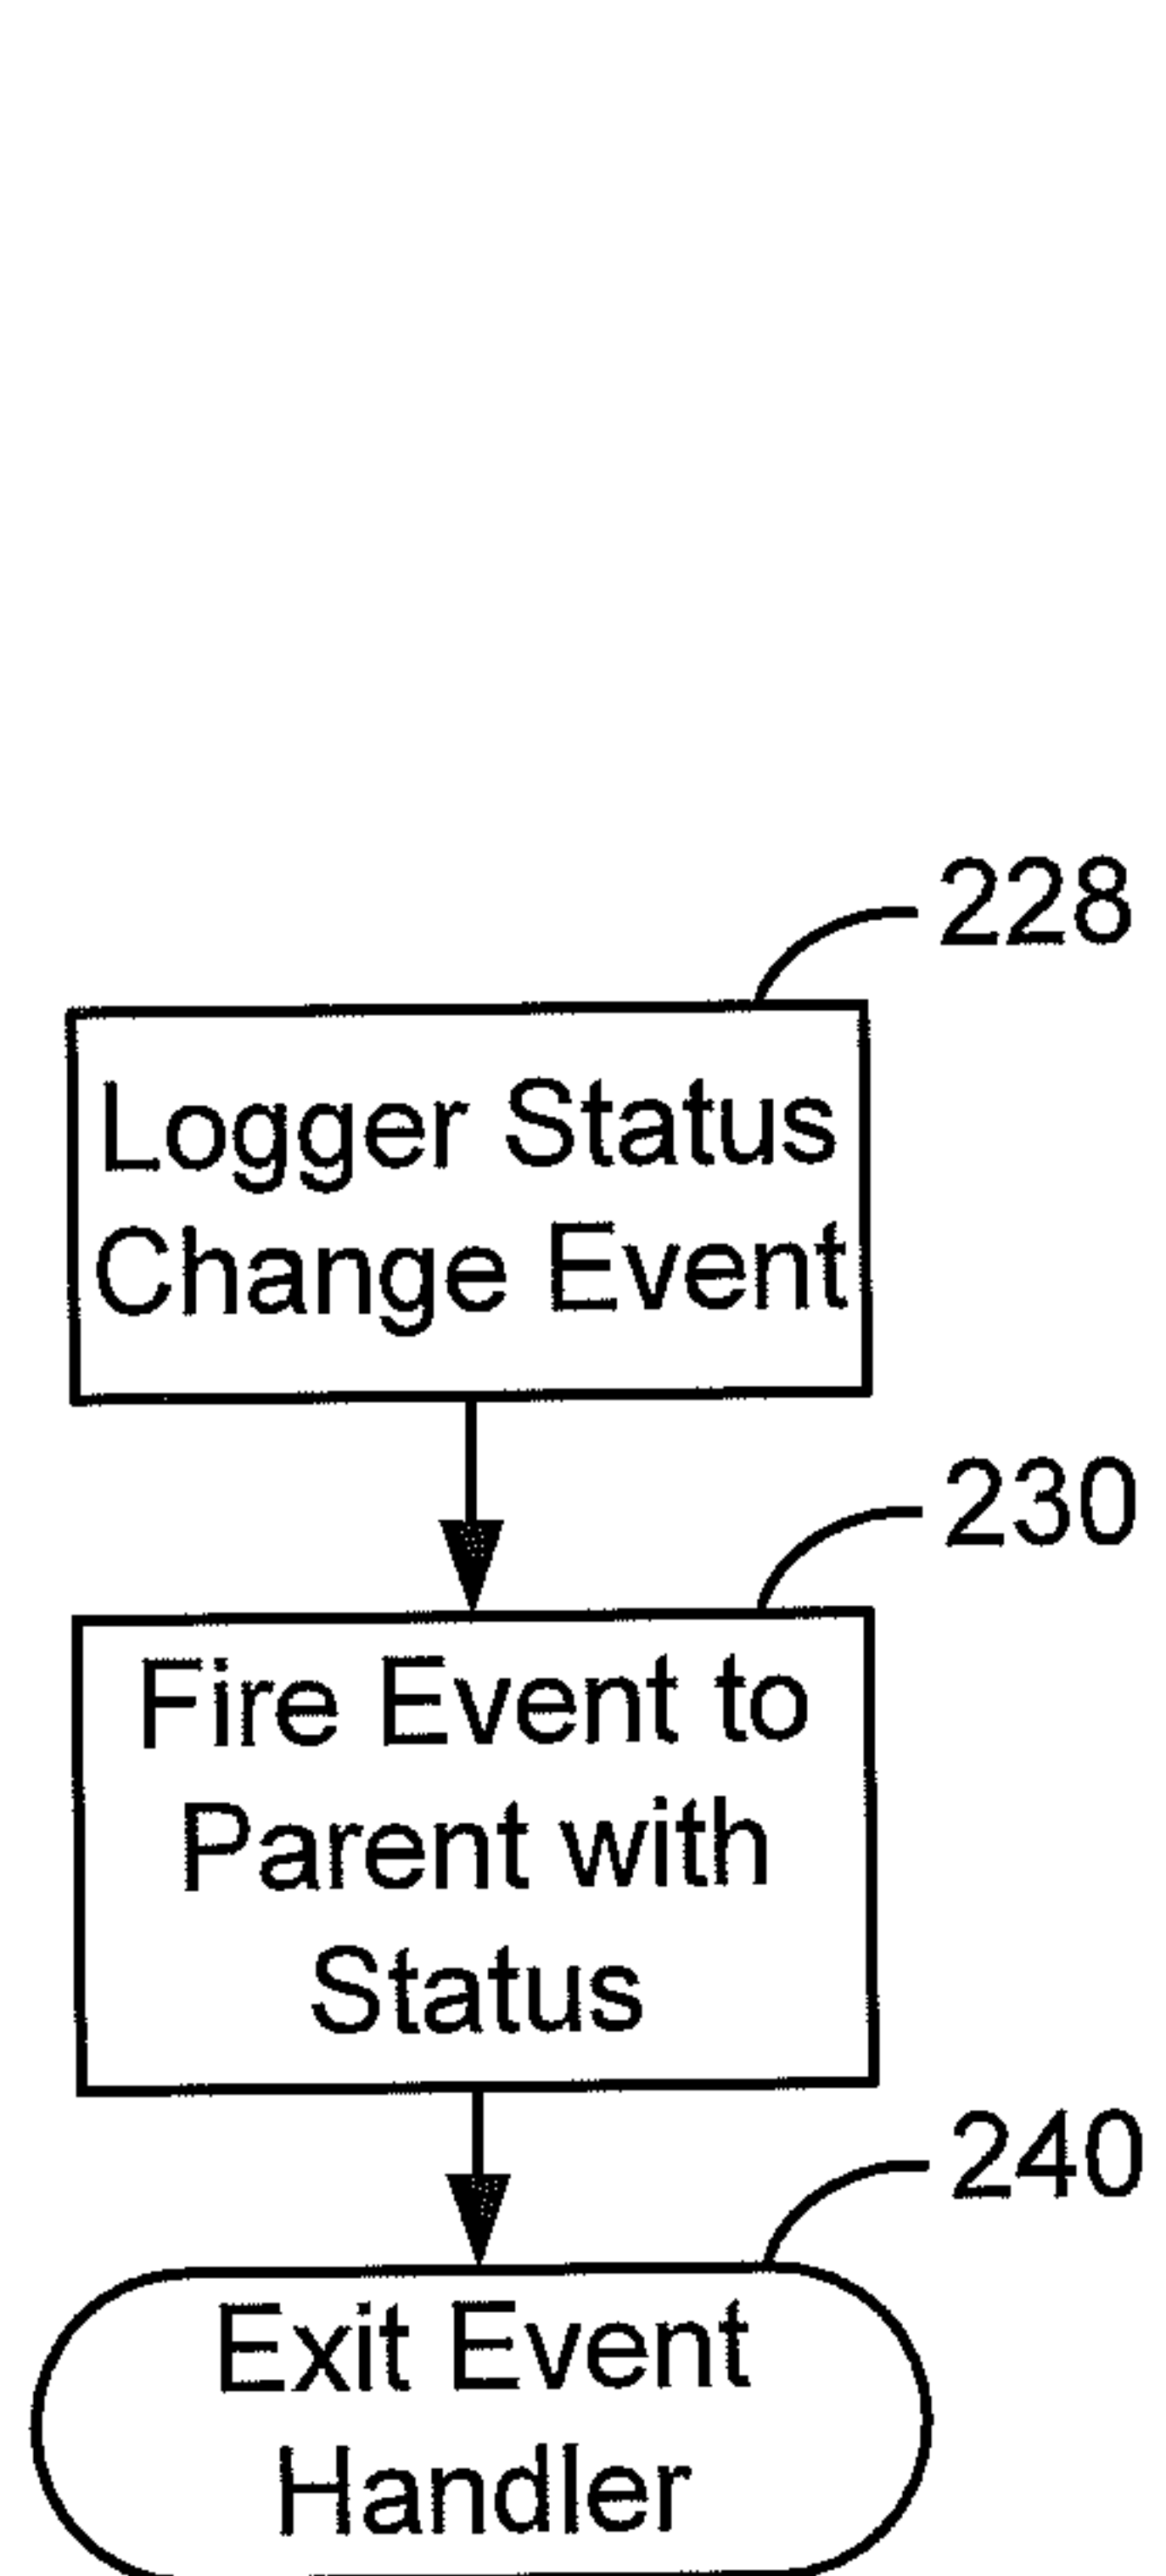 228
Logger Status
Change Event
230
Fire Event to
Parent with
Status
240
Exit Event
Handler